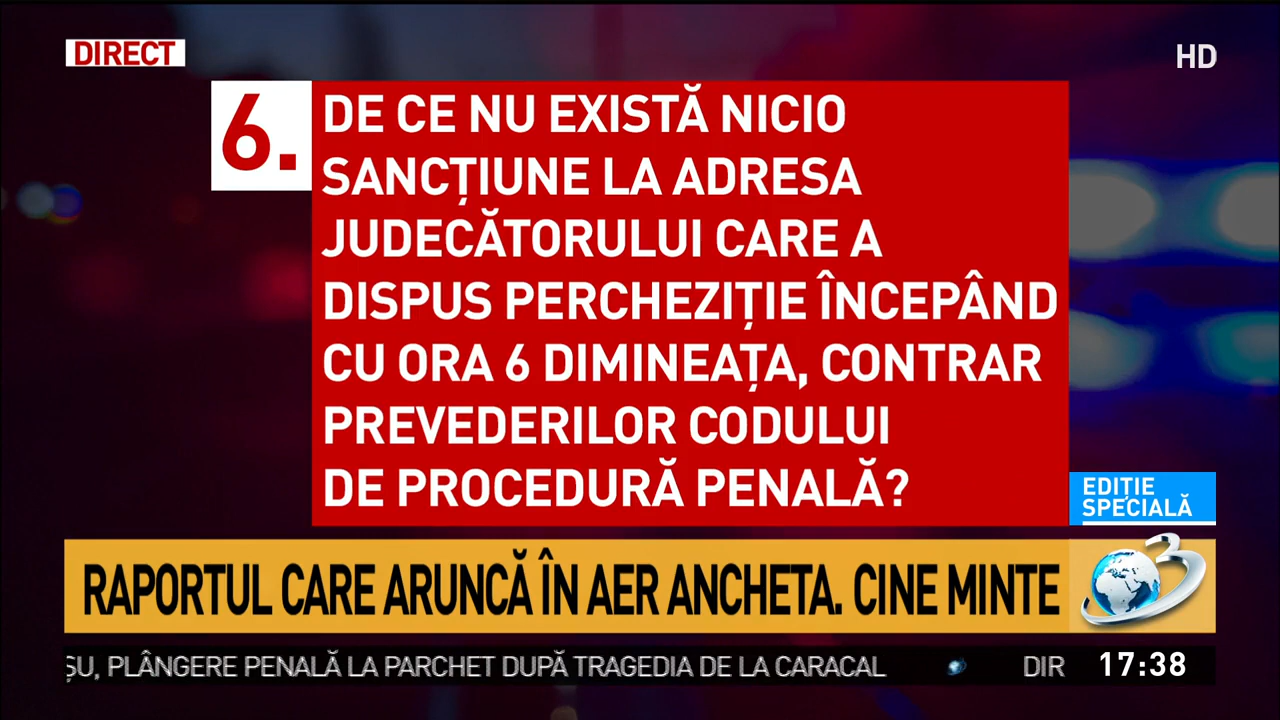 DIRECT
HD
6.
DE CE NU EXISTĂ NICIO
SANCȚIUNE LA ADRESA
JUDECĂTORULUI CARE A
DISPUS PERCHEZIȚIE ÎNCEPÂND
CU ORA 6 DIMINEAȚA, CONTRAR
PREVEDERILOR CODULUI
DE PROCEDURĂ PENALĂ?
EDIȚIE
SPECIALĂ
RAPORTUL CARE ARUNCĂ ÎN AER ANCHETA. CINE MINTE
3
ȘU, PLÂNGERE PENALĂ LA PARCHET DUPĂ TRAGEDIA DE LA CARACAL
DIR
17:38